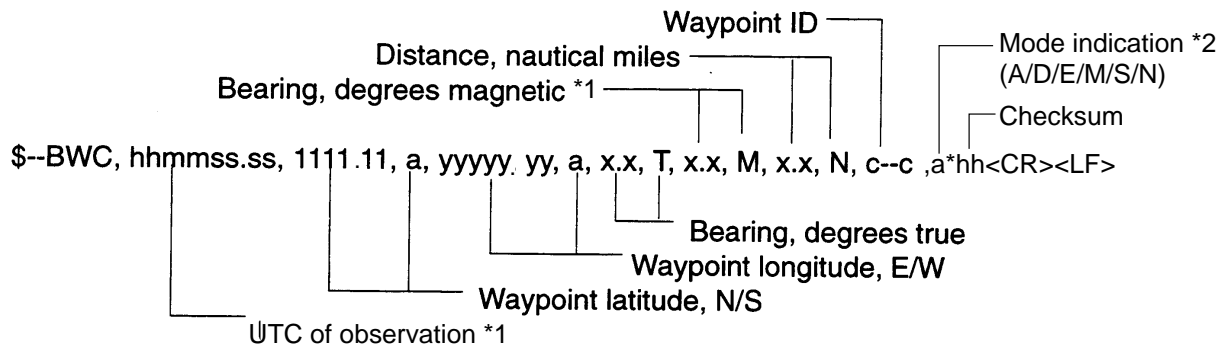 Waypoint ID
Distance, nautical miles
Mode indication *2
(A/D/E/M/S/N)
Bearing, degrees magnetic *1
Checksum
$--BWC, hhmmss.ss, 1111.11, a, yyyyy. yy, a, x.x, T, x.x, M, x.x, N, c--c ,a*hh<CR><LF>
Bearing, degrees true
Waypoint longitude, E/W
Waypoint latitude, N/S
UTC of observation *1